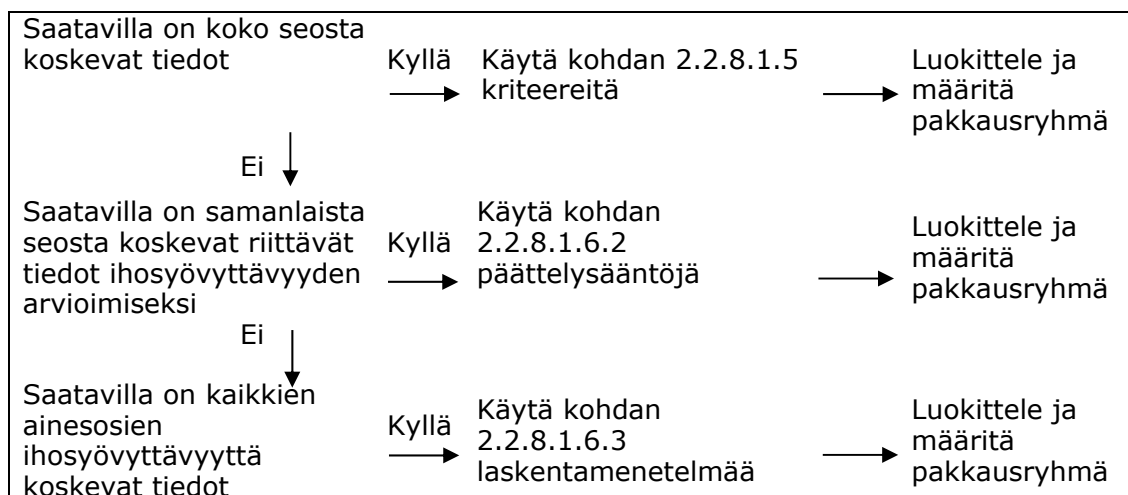 Saatavilla on koko seosta
koskevat tiedot
Kyllä
Käytä kohdan 2.2.8.1.5
kriteereitä
Luokittele ja
määritä
pakkausryhmä
Ei
Saatavilla on samanlaista
seosta koskevat riittävät
tiedot ihosyövyttävyyden
arvioimiseksi
Kyllä
Käytä kohdan
2.2.8.1.6.2
päättelysääntöjä
Luokittele ja
määritä
pakkausryhmä
Ei
Saatavilla on kaikkien
ainesosien
ihosyövyttävyyttä
koskevat tiedot
Kyllä
Käytä kohdan
2.2.8.1.6.3
laskentamenetelmää
Luokittele ja
määritä
pakkausryhmä